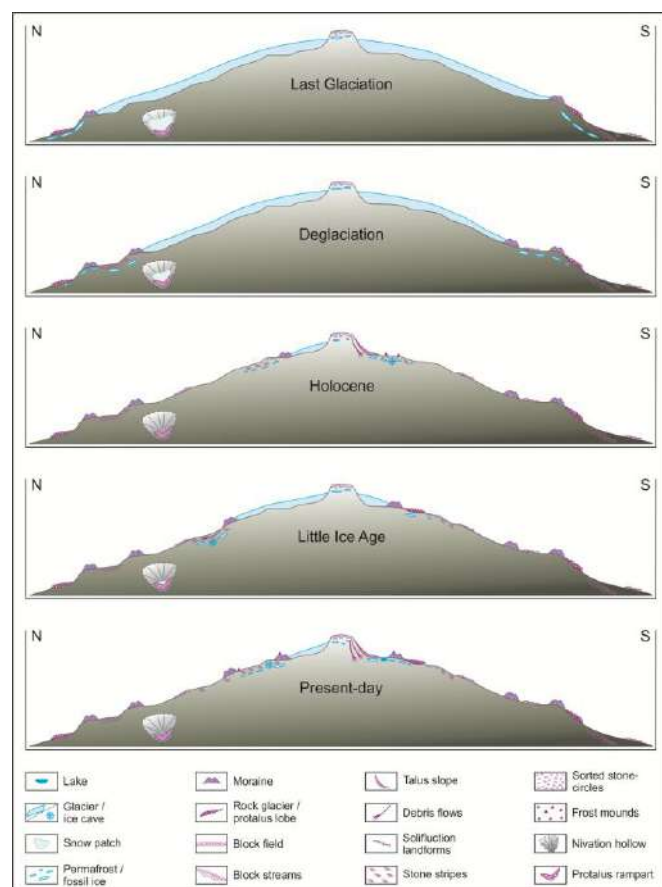 N S
Last Glaciation
N S
Deglaciation
N S
Holocene
N S
Little Ice Age
N S
Present-day
Lake Moraine Talus slope Sorted stone-
circles
Glacier /
ice cave Rock glacier /
protalus lobe Debris flows Frost mounds
Snow patch Block field Solifluction
landforms Nivation hollow
Permafrost /
fossil ice Block streams Stone stripes Protalus rampart